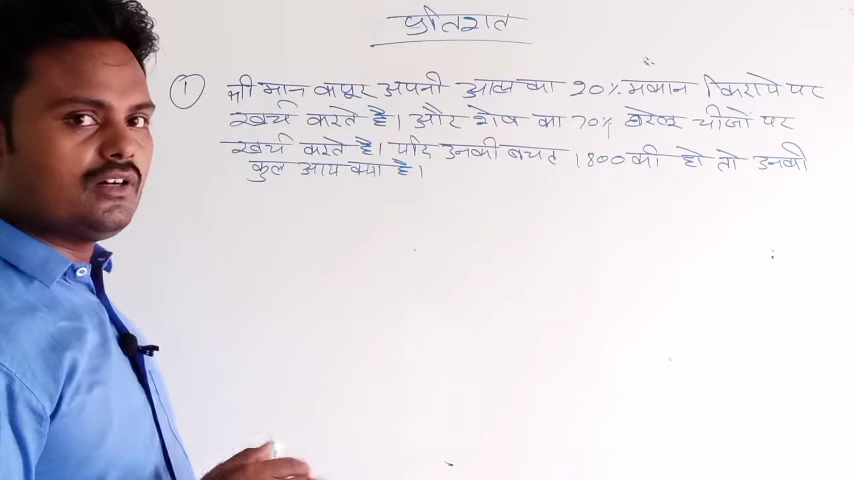 प्रतिशत
① श्री मान कपूर अपनी आय का 20% मकान किराये पर
खर्च करते है। और शेष का 70% घरेलू चीजों पर
खर्च करते है। यदि उनकी बचत 1800 की हो तो उनकी
कुल आय क्या है।